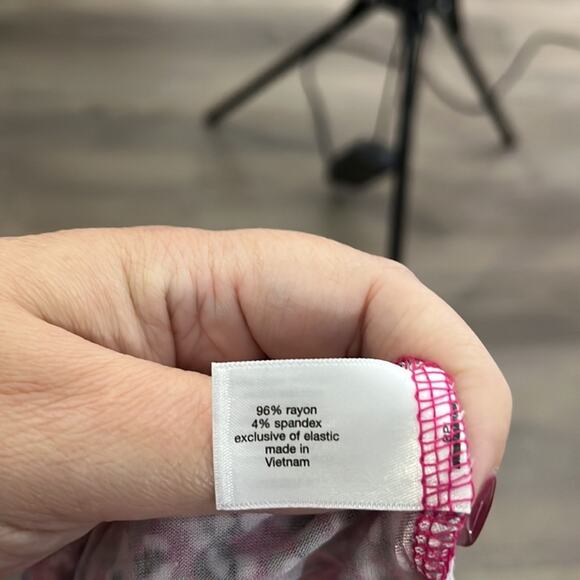 96% rayon
4% spandex
exclusive of elastic
made in
Vietnam